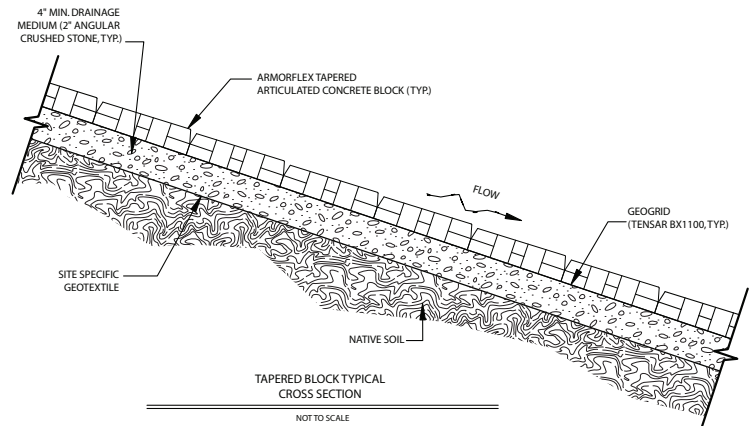 4" MIN. DRAINAGE
MEDIUM (2" ANGULAR
CRUSHED STONE, TYP.)
ARMORFLEX TAPERED
ARTICULATED CONCRETE BLOCK (TYP.)
FLOW
GEOGRID
(TENSAR BX1100, TYP.)
SITE SPECIFIC
GEOTEXTILE
NATIVE SOIL
TAPERED BLOCK TYPICAL
CROSS SECTION
NOT TO SCALE